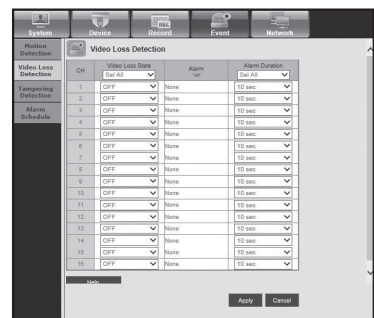 System Device Record Event Network
REC
Motion Detection
Video Loss Detection
Tampering Detection
Alarm Schedule
Video Loss Detection
CH Video Loss State Alarm Alarm Duration
Sel All Sel All
1 OFF None 10 sec
2 OFF None 10 sec
3 OFF None 10 sec
4 OFF None 10 sec
5 OFF None 10 sec
6 OFF None 10 sec
7 OFF None 10 sec
8 OFF None 10 sec
9 OFF None 10 sec
10 OFF None 10 sec
11 OFF None 10 sec
12 OFF None 10 sec
13 OFF None 10 sec
14 OFF None 10 sec
15 OFF None 10 sec
16 OFF None 10 sec
Help
Apply Cancel